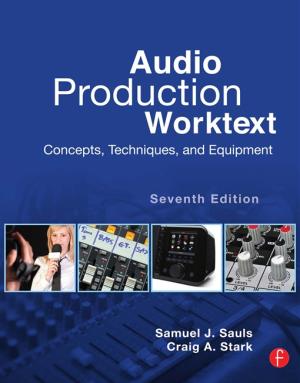 Audio
Production
Worktext
Concepts, Techniques, and Equipment
Seventh Edition
Samuel J. Sauls
Craig A. Stark
f